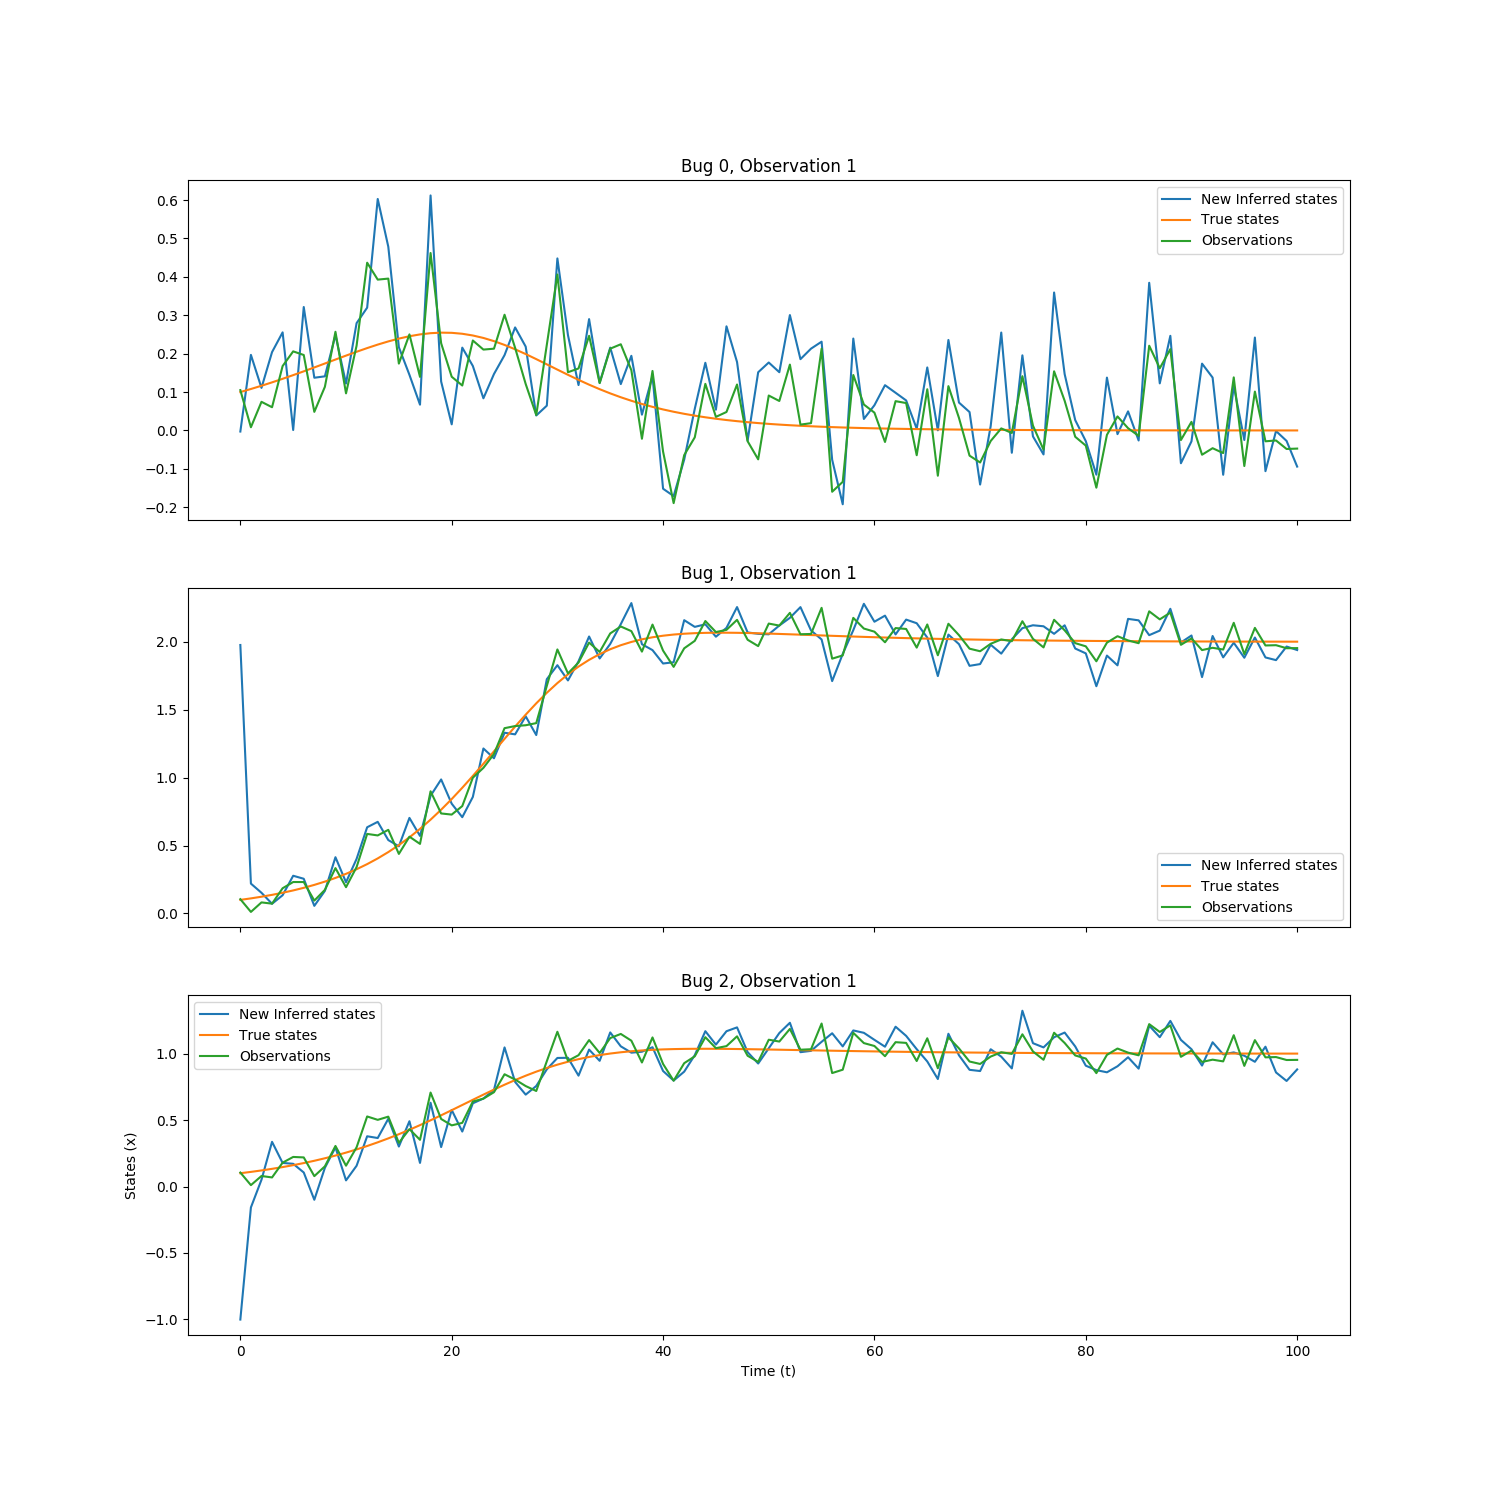 Bug 0, Observation 1
New Inferred states
True states
Observations
0.6
0.5
0.4
0.3
0.2
0.1
0.0
−0.1
−0.2
Bug 1, Observation 1
2.0
1.5
1.0
0.5
0.0
New Inferred states
True states
Observations
Bug 2, Observation 1
New Inferred states
True states
Observations
1.0
0.5
0.0
−0.5
−1.0
States (x)
0 20 40 60 80 100
Time (t)